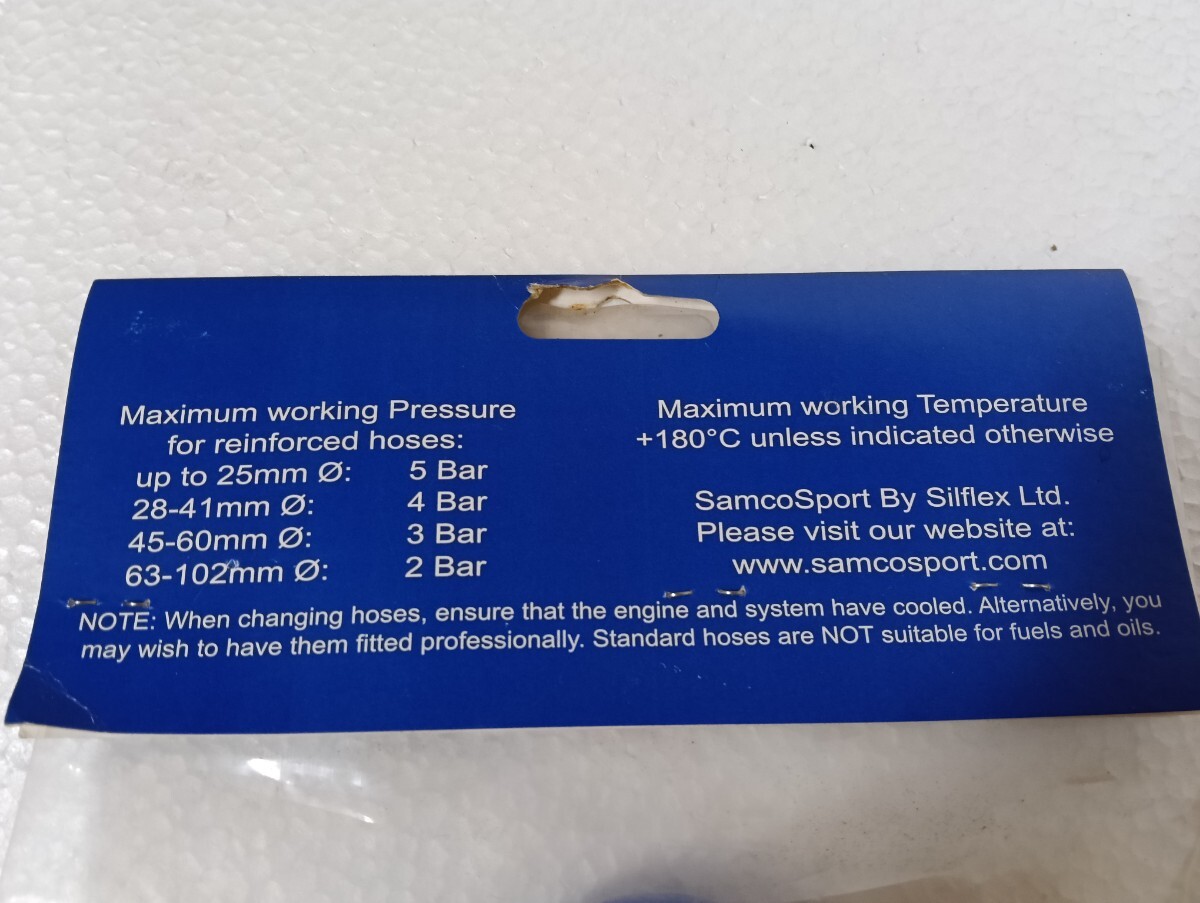 Maximum working Pressure
for reinforced hoses:
up to 25mm Ø: 5 Bar
28-41mm Ø: 4 Bar
45-60mm Ø: 3 Bar
63-102mm Ø: 2 Bar
Maximum working Temperature
+180°C unless indicated otherwise
SamcoSport By Silflex Ltd.
Please visit our website at:
www.samcosport.com
NOTE: When changing hoses, ensure that the engine and system have cooled. Alternatively, you
may wish to have them fitted professionally. Standard hoses are NOT suitable for fuels and oils.